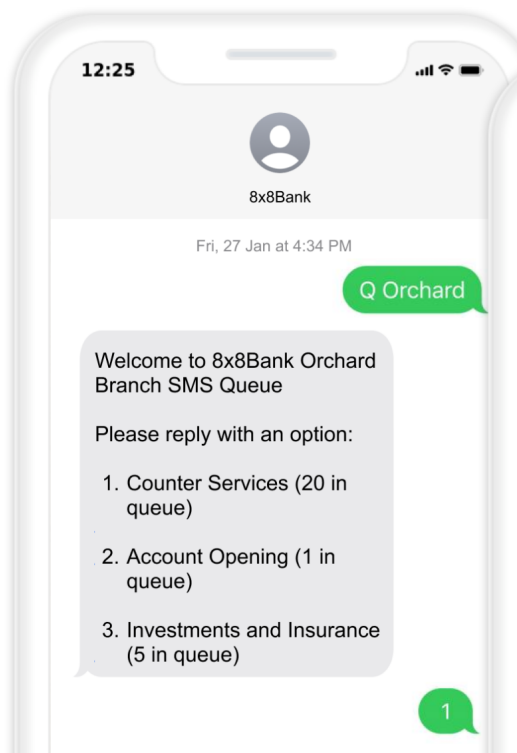 12:25
8x8Bank
Fri, 27 Jan at 4:34 PM
Q Orchard
Welcome to 8x8Bank Orchard
Branch SMS Queue
Please reply with an option:
1. Counter Services (20 in
queue)
2. Account Opening (1 in
queue)
3. Investments and Insurance
(5 in queue)
1